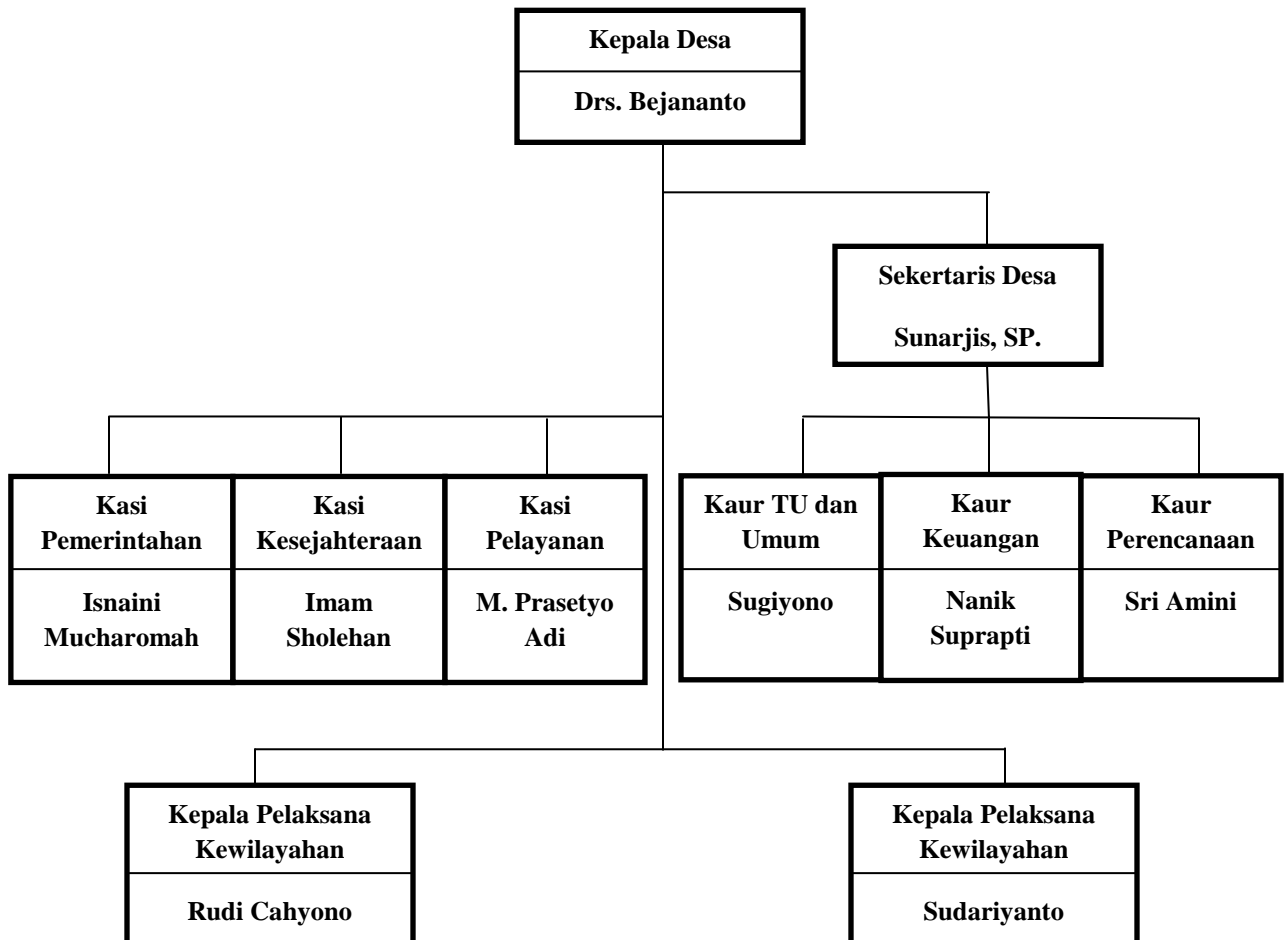 Kepala Desa
Drs. Bejananto
Sekertaris Desa
Sunarjis, SP.
Kasi
Pemerintahan
Isnaini
Mucharomah
Kasi
Kesejahteraan
Imam
Sholehan
Kasi
Pelayanan
M. Prasetyo
Adi
Kaur TU dan
Umum
Sugiyono
Kaur
Keuangan
Nanik
Suprapti
Kaur
Perencanaan
Sri Amini
Kepala Pelaksana
Kewilayahan
Rudi Cahyono
Kepala Pelaksana
Kewilayahan
Sudariyanto